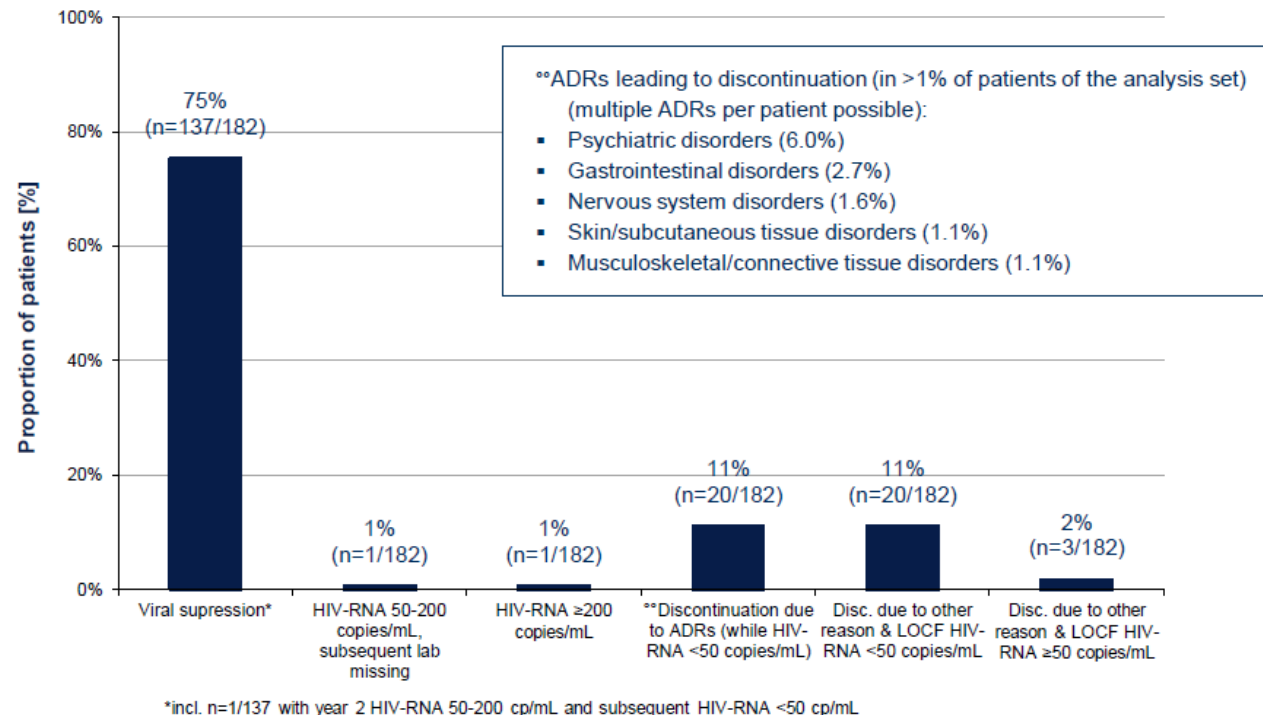 100%
80%
60%
40%
20%
0%
Proportion of patients [%]
°°ADRs leading to discontinuation (in >1% of patients of the analysis set)
(multiple ADRs per patient possible):
▪ Psychiatric disorders (6.0%)
▪ Gastrointestinal disorders (2.7%)
▪ Nervous system disorders (1.6%)
▪ Skin/subcutaneous tissue disorders (1.1%)
▪ Musculoskeletal/connective tissue disorders (1.1%)
75%
(n=137/182)
1%
(n=1/182)
1%
(n=1/182)
11%
(n=20/182)
11%
(n=20/182)
2%
(n=3/182)
Viral supression*
HIV-RNA 50-200
copies/mL,
subsequent lab
missing
HIV-RNA ≥200
copies/mL
°°Discontinuation due
to ADRs (while HIV-
RNA <50 copies/mL)
Disc. due to other
reason & LOCF HIV-
RNA <50 copies/mL
Disc. due to other
reason & LOCF HIV-
RNA ≥50 copies/mL
*incl. n=1/137 with year 2 HIV-RNA 50-200 cp/mL and subsequent HIV-RNA <50 cp/mL